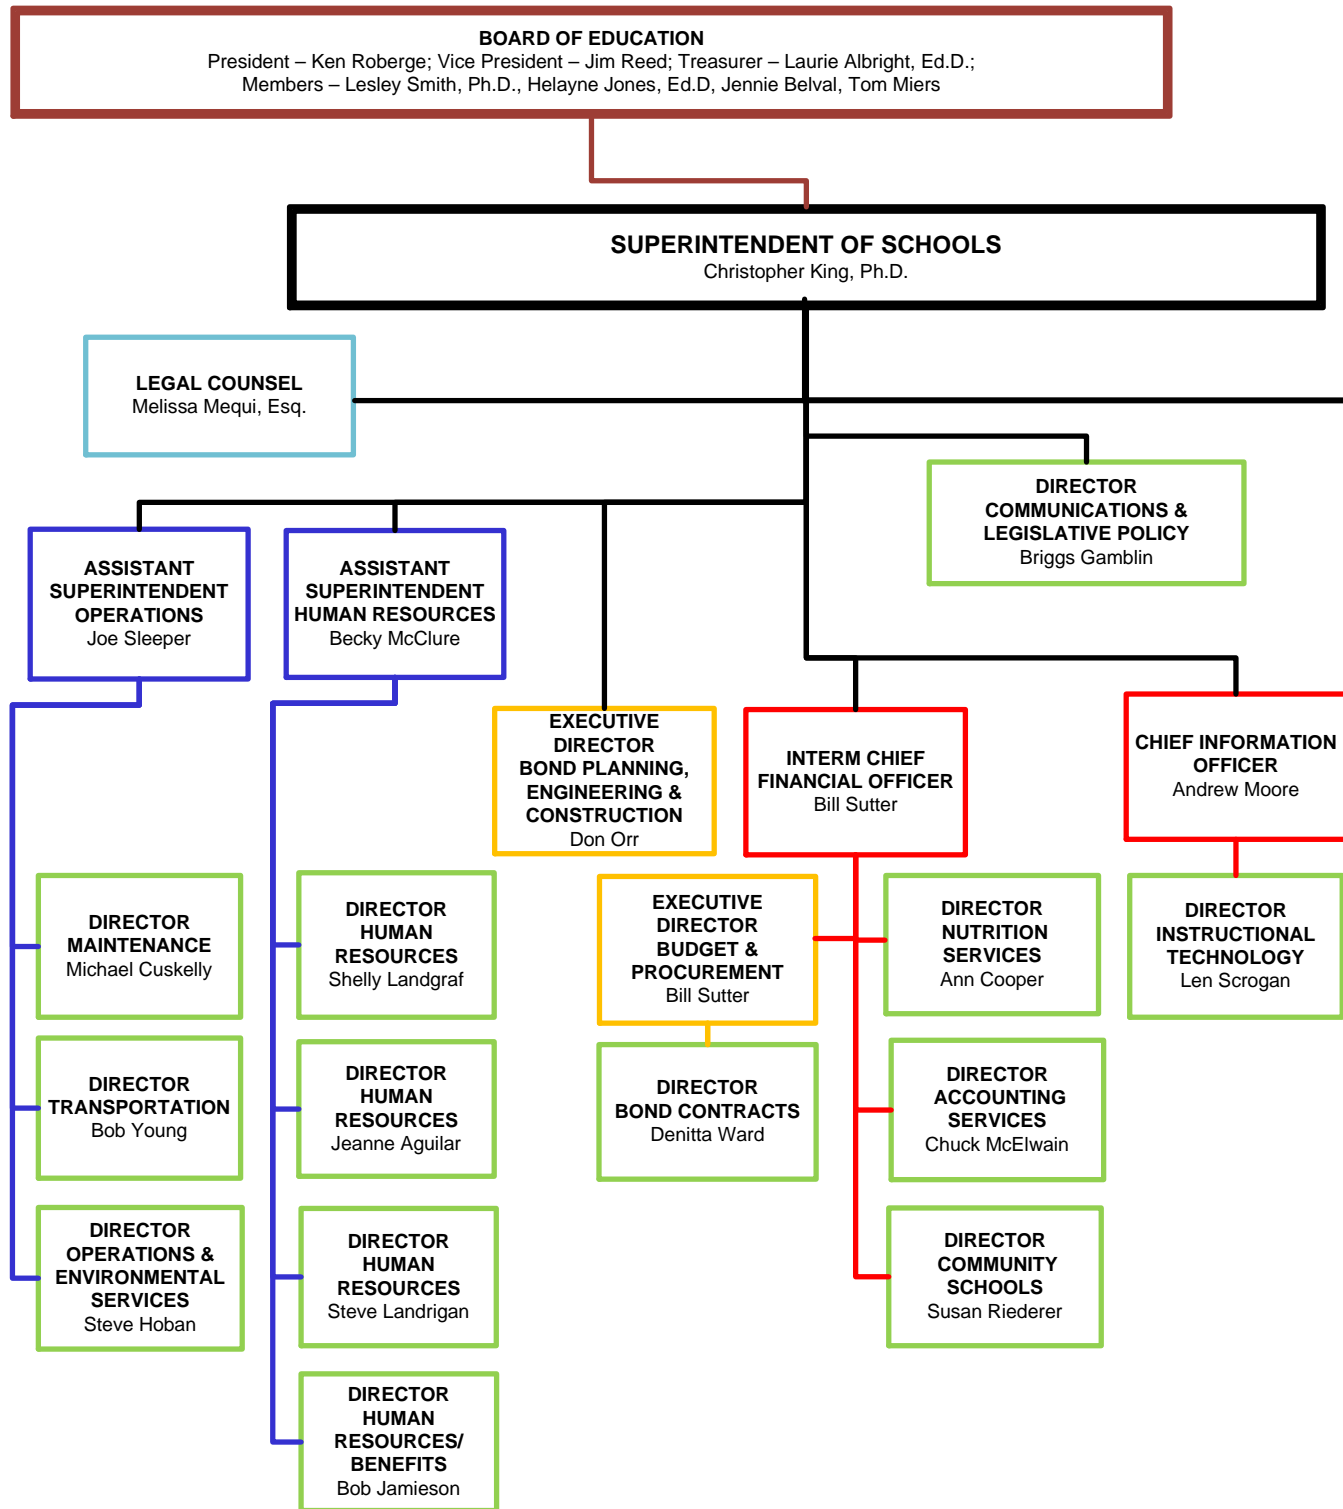 BOARD OF EDUCATION
President – Ken Roberge; Vice President – Jim Reed; Treasurer – Laurie Albright, Ed.D.;
Members – Lesley Smith, Ph.D., Helayne Jones, Ed.D, Jennie Belval, Tom Miers
SUPERINTENDENT OF SCHOOLS
Christopher King, Ph.D.
LEGAL COUNSEL
Melissa Mequi, Esq.
DIRECTOR
COMMUNICATIONS &
LEGISLATIVE POLICY
Briggs Gamblin
ASSISTANT
SUPERINTENDENT
OPERATIONS
Joe Sleeper
ASSISTANT
SUPERINTENDENT
HUMAN RESOURCES
Becky McClure
EXECUTIVE
DIRECTOR
BOND PLANNING,
ENGINEERING &
CONSTRUCTION
Don Orr
INTERM CHIEF
FINANCIAL OFFICER
Bill Sutter
CHIEF INFORMATION
OFFICER
Andrew Moore
DIRECTOR
MAINTENANCE
Michael Cuskelly
DIRECTOR
HUMAN
RESOURCES
Shelly Landgraf
EXECUTIVE
DIRECTOR
BUDGET &
PROCUREMENT
Bill Sutter
DIRECTOR
NUTRITION
SERVICES
Ann Cooper
DIRECTOR
INSTRUCTIONAL
TECHNOLOGY
Len Scrogan
DIRECTOR
TRANSPORTATION
Bob Young
DIRECTOR
HUMAN
RESOURCES
Jeanne Aguilar
DIRECTOR
BOND CONTRACTS
Denitta Ward
DIRECTOR
ACCOUNTING
SERVICES
Chuck McElwain
DIRECTOR
OPERATIONS &
ENVIRONMENTAL
SERVICES
Steve Hoban
DIRECTOR
HUMAN
RESOURCES
Steve Landrigan
DIRECTOR
COMMUNITY
SCHOOLS
Susan Riederer
DIRECTOR
HUMAN
RESOURCES/
BENEFITS
Bob Jamieson